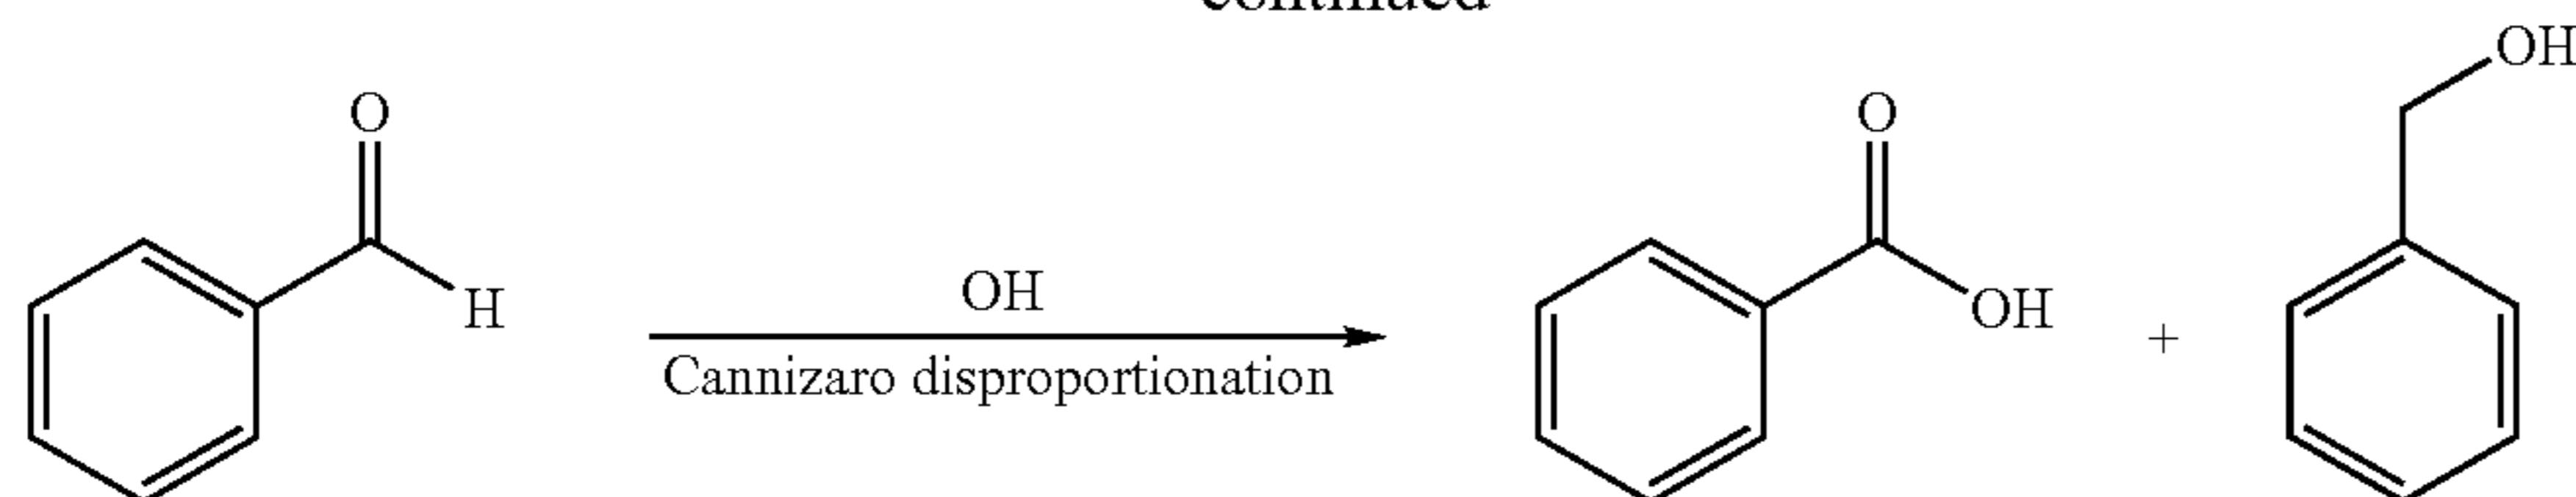 OH
O
O
H
OH
OH
+
Cannizaro disproportionation